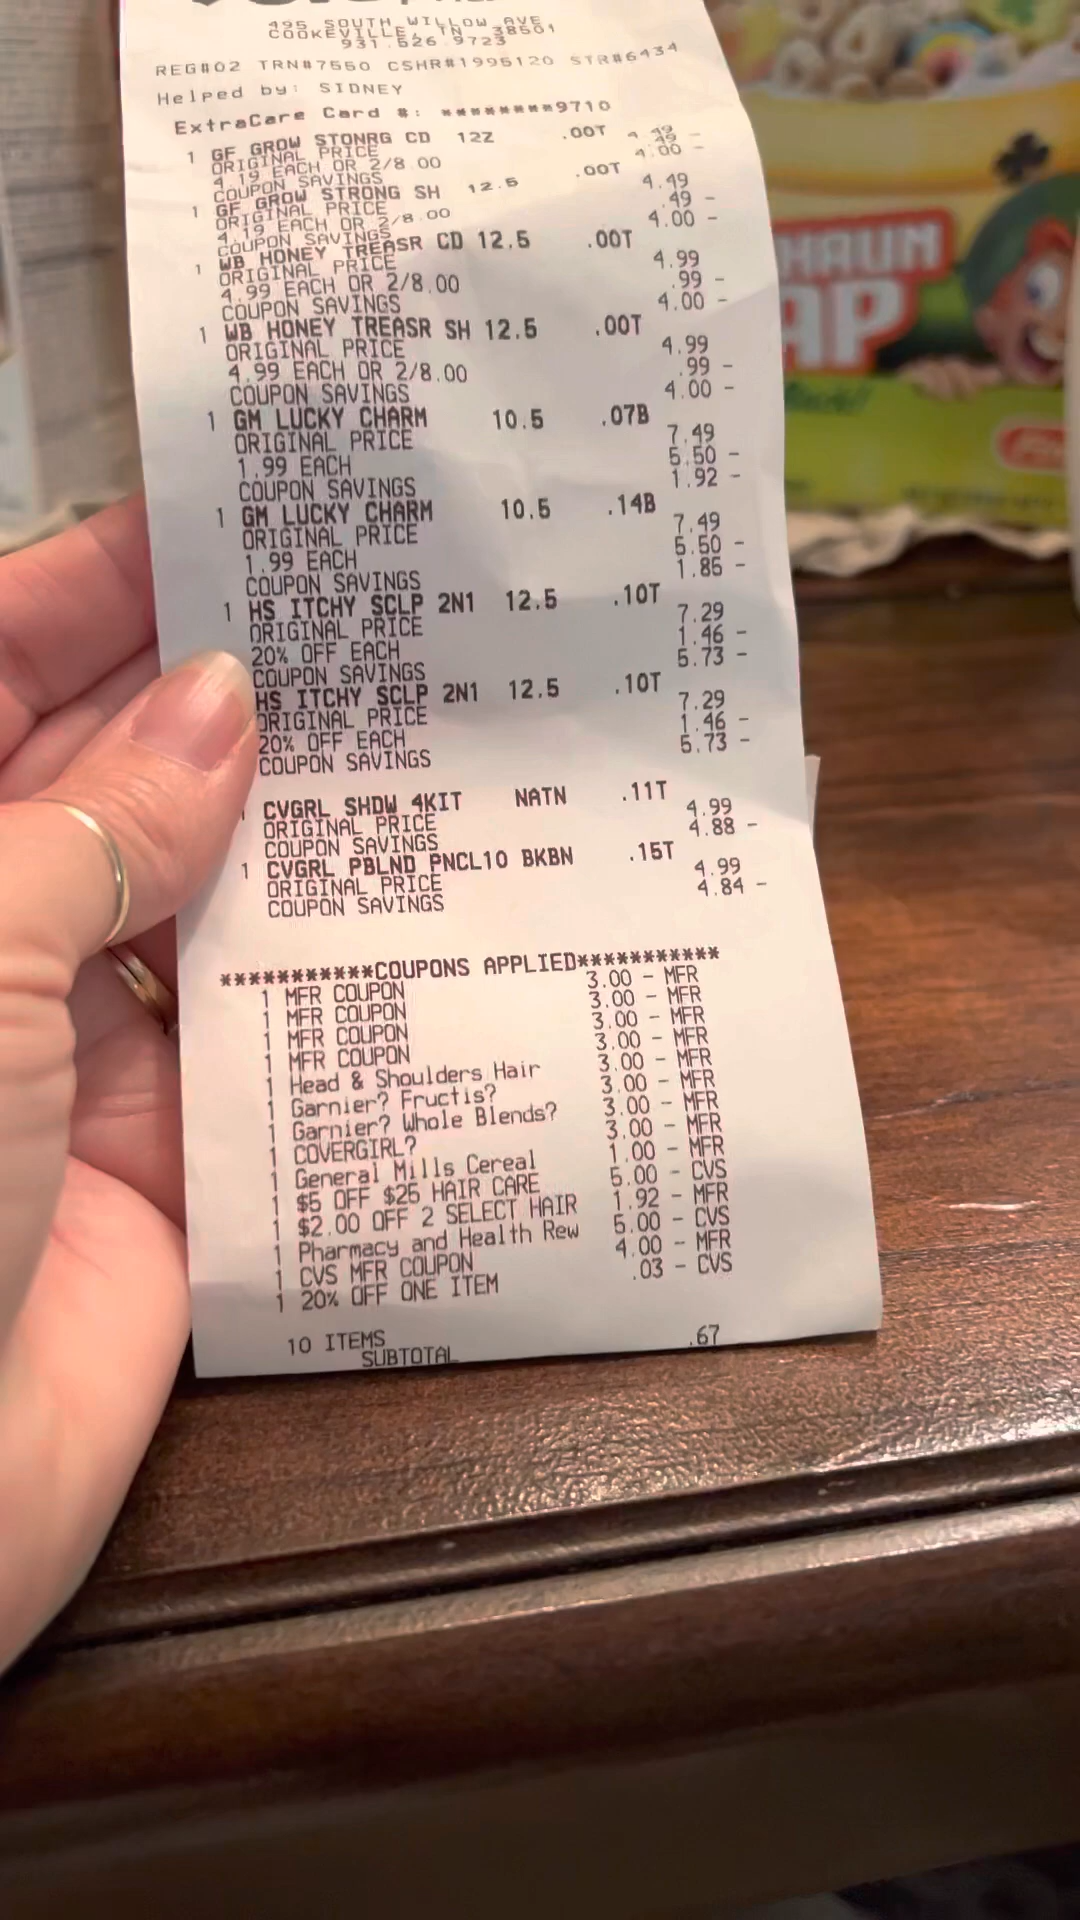 495 SOUTH WILLOW AVE
COOKEVILLE, TN 38501
931.526.9723
REG#02 TRN#7550 CSHR#1995120 STR#6434
Helped by: SIDNEY
ExtraCare Card #: ********9710
1 GF GROW STONRG CD 12Z .00T
ORIGINAL PRICE 4.49
4.19 EACH OR 2/8.00 .49 -
COUPON SAVINGS 4.00 -
1 GF GROW STRONG SH 12.5 .00T
ORIGINAL PRICE 4.49
4.19 EACH OR 2/8.00 .49 -
COUPON SAVINGS 4.00 -
1 WB HONEY TREASR CD 12.5 .00T
ORIGINAL PRICE 4.99
4.99 EACH OR 2/8.00 .99 -
COUPON SAVINGS 4.00 -
1 WB HONEY TREASR SH 12.5 .00T
ORIGINAL PRICE 4.99
4.99 EACH OR 2/8.00 .99 -
COUPON SAVINGS 4.00 -
1 GM LUCKY CHARM 10.5 .07B
ORIGINAL PRICE 7.49
1.99 EACH 5.50 -
COUPON SAVINGS 1.92 -
1 GM LUCKY CHARM 10.5 .14B
ORIGINAL PRICE 7.49
1.99 EACH 5.50 -
COUPON SAVINGS 1.85 -
1 HS ITCHY SCLP 2N1 12.5 .10T
ORIGINAL PRICE 7.29
20% OFF EACH 1.46 -
COUPON SAVINGS 5.73 -
HS ITCHY SCLP 2N1 12.5 .10T
ORIGINAL PRICE 7.29
20% OFF EACH 1.46 -
COUPON SAVINGS 5.73 -
1 CVGRL SHDW 4KIT NATN .11T
ORIGINAL PRICE 4.99
COUPON SAVINGS 4.88 -
1 CVGRL PBLND PNCL10 BKBN .15T
ORIGINAL PRICE 4.99
COUPON SAVINGS 4.84 -
***********COUPONS APPLIED***********
1 MFR COUPON 3.00 - MFR
1 MFR COUPON 3.00 - MFR
1 MFR COUPON 3.00 - MFR
1 MFR COUPON 3.00 - MFR
1 Head & Shoulders Hair 3.00 - MFR
1 Garnier? Fructis? 3.00 - MFR
1 Garnier? Whole Blends? 3.00 - MFR
1 COVERGIRL? 3.00 - MFR
1 General Mills Cereal 1.00 - MFR
1 $5 OFF $25 HAIR CARE 5.00 - CVS
1 $2.00 OFF 2 SELECT HAIR 1.92 - MFR
1 Pharmacy and Health Rew 5.00 - CVS
1 CVS MFR COUPON 4.00 - MFR
1 20% OFF ONE ITEM .03 - CVS
10 ITEMS
SUBTOTAL .67